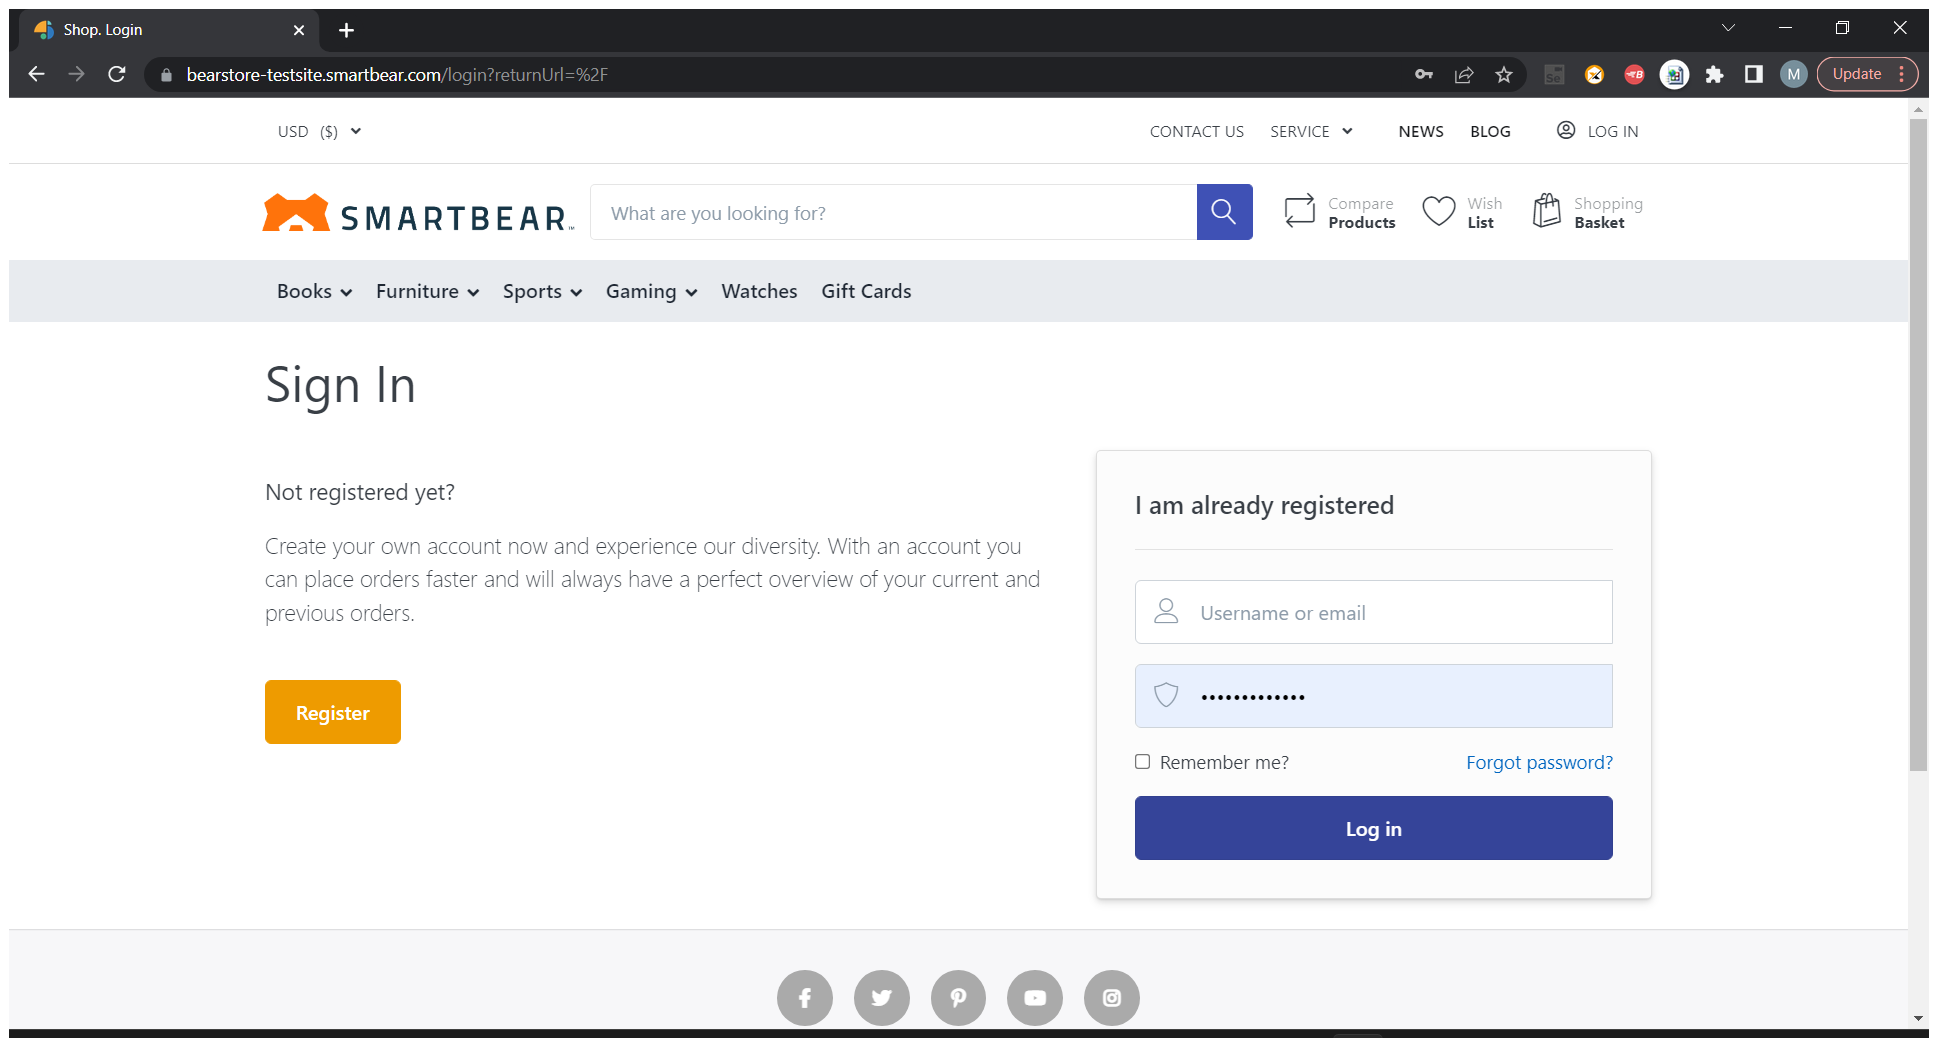 Shop. Login
bearstore-testsite.smartbear.com/login?returnUrl=%2F
Se
B
M
Update
USD ($)
CONTACT US
SERVICE
NEWS
BLOG
LOG IN
SMARTBEAR™
What are you looking for?
Compare
Products
Wish
List
Shopping
Basket
Books
Furniture
Sports
Gaming
Watches
Gift Cards
Sign In
Not registered yet?
Create your own account now and experience our diversity. With an account you
can place orders faster and will always have a perfect overview of your current and
previous orders.
Register
I am already registered
Username or email
•••••••••••••
Remember me?
Forgot password?
Log in